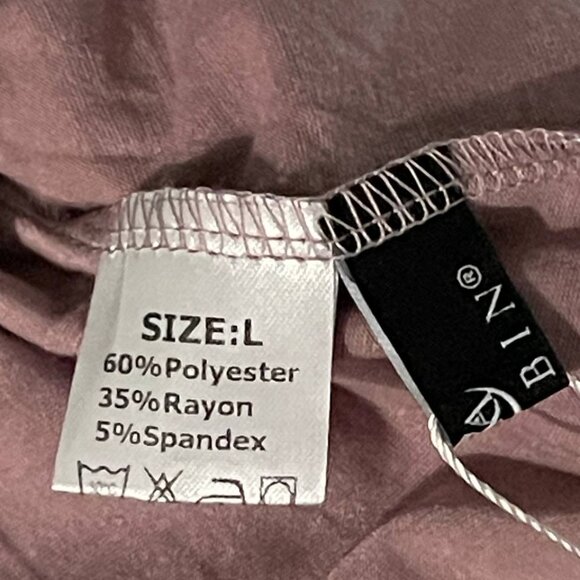 SIZE:L
60%Polyester
35%Rayon
5%Spandex
BIN®